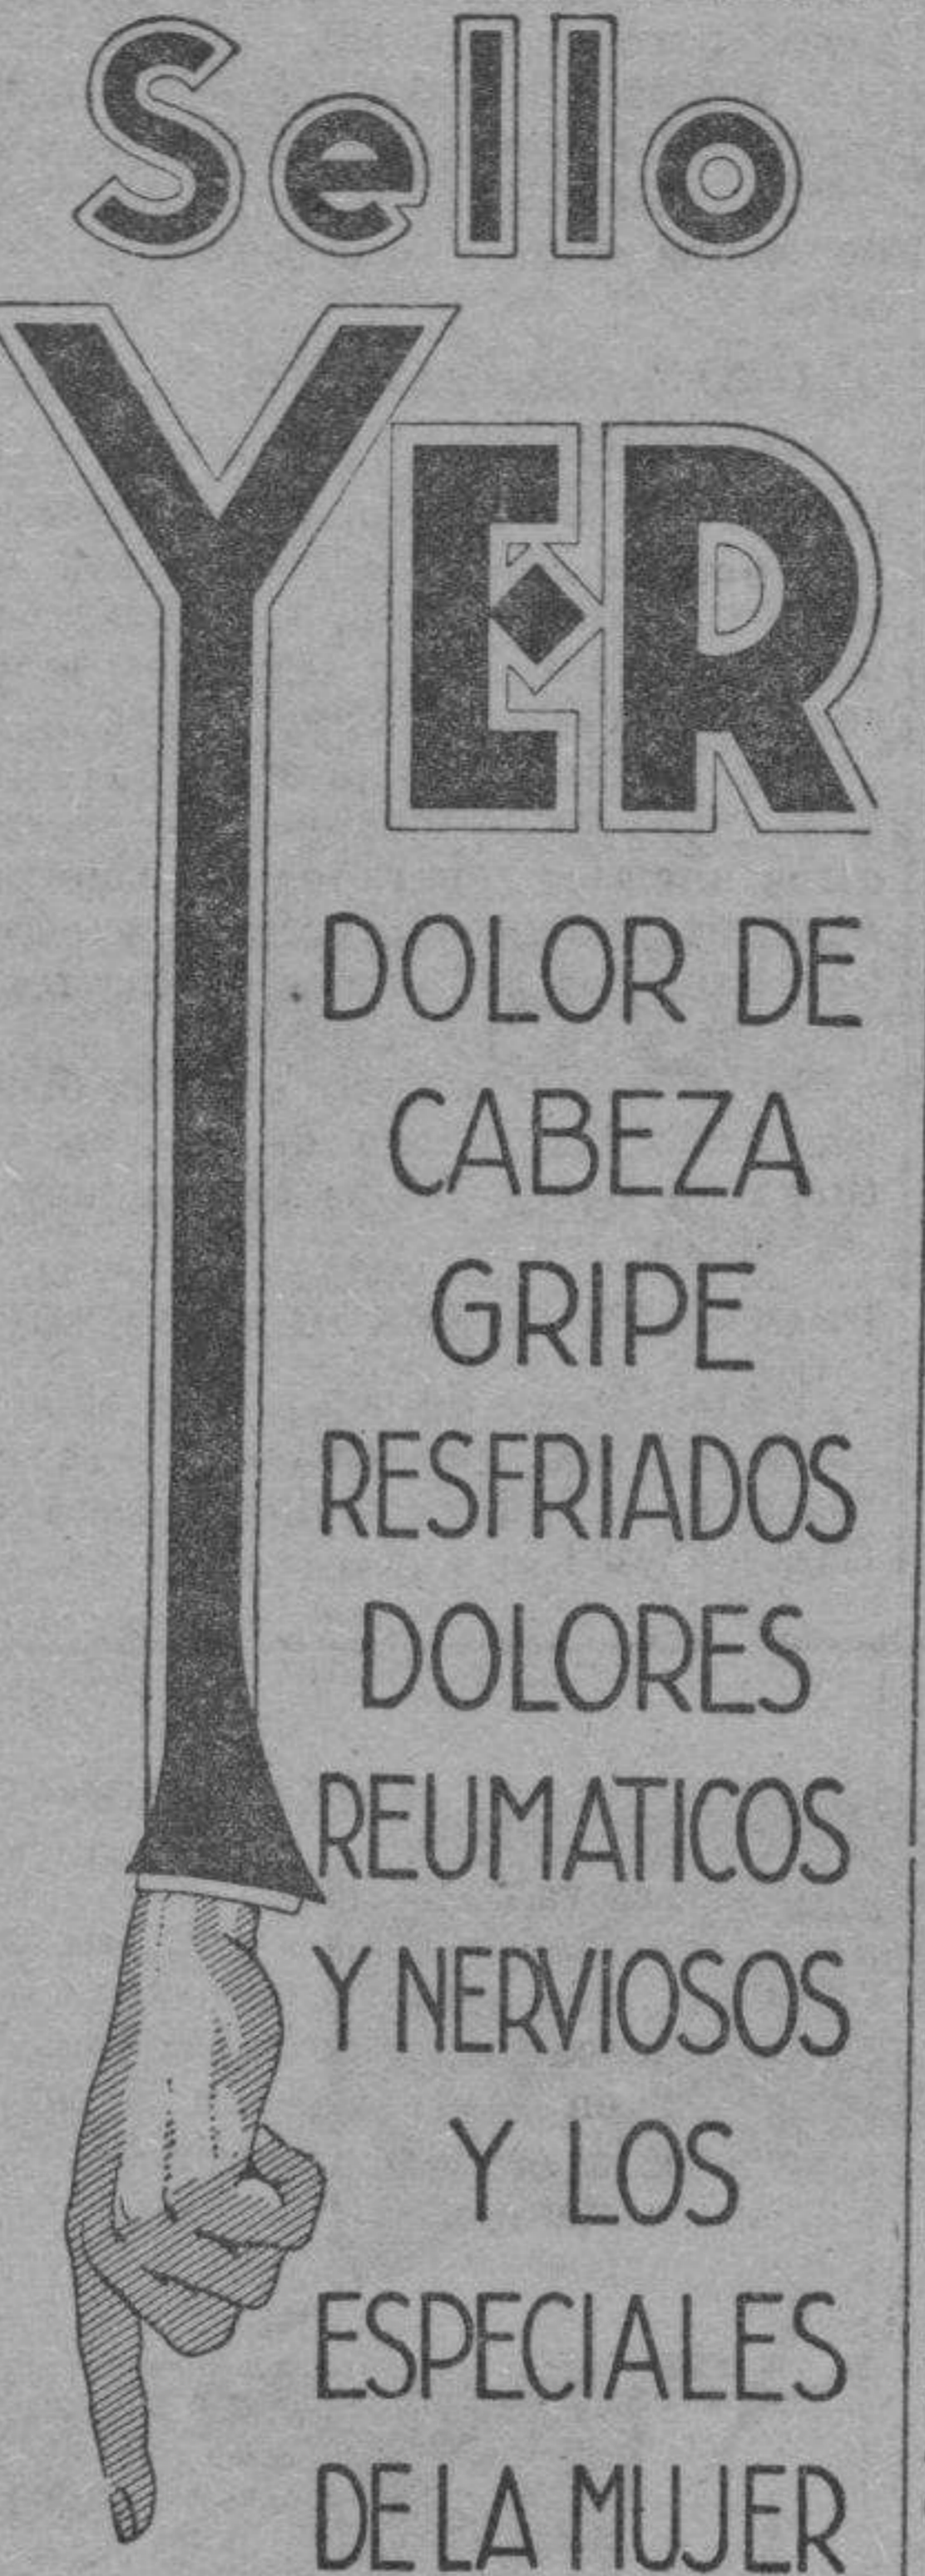 Sello
YER
DOLOR DE
CABEZA
GRIPE
RESFRIADOS
DOLORES
REUMATICOS
Y NERVIOSOS
Y LOS
ESPECIALES
DE LA MUJER